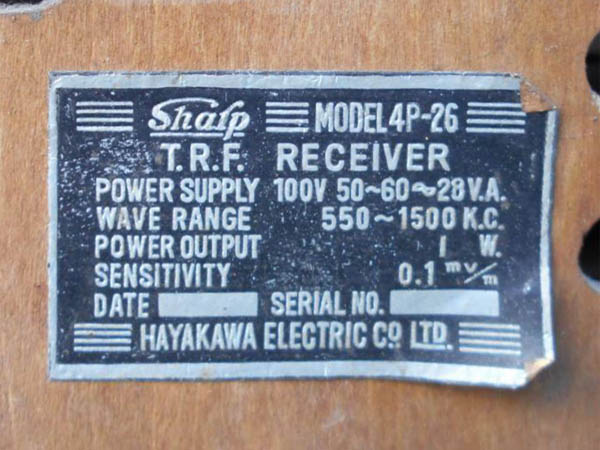 Sharp MODEL 4P-26
T.R.F. RECEIVER
POWER SUPPLY 100V 50~60~28V.A.
WAVE RANGE 550~1500 K.C.
POWER OUTPUT 1 W.
SENSITIVITY 0.1 mv/m
DATE SERIAL NO.
HAYAKAWA ELECTRIC CO LTD.